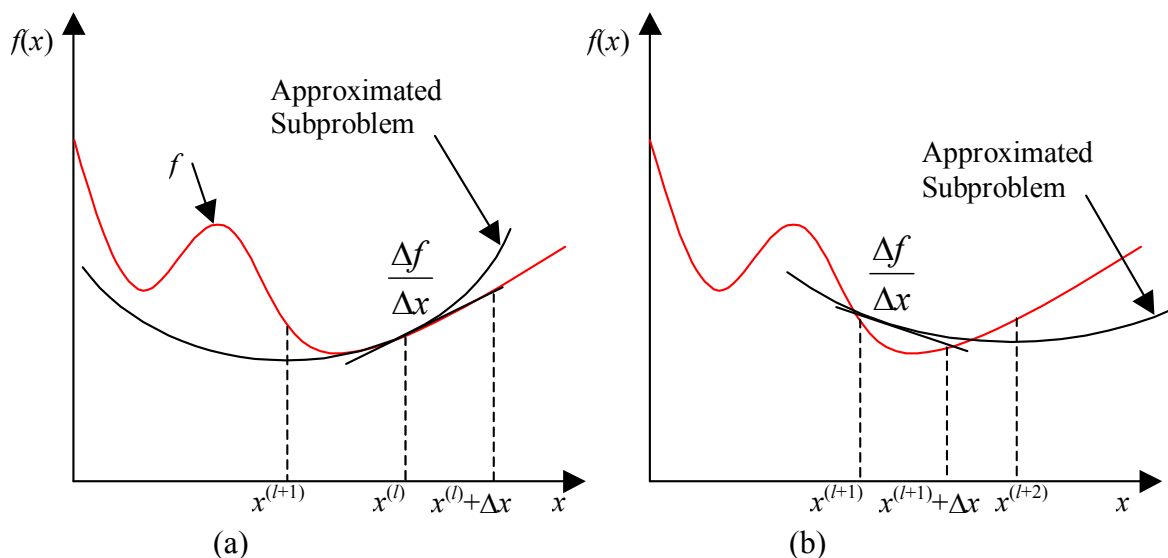 f(x)
Approximated
Subproblem
f
Δf
Δx
x^(l+1)
x^(l)
x^(l)+Δx
x
(a)
f(x)
Approximated
Subproblem
Δf
Δx
x^(l+1)
x^(l+1)+Δx
x^(l+2)
x
(b)